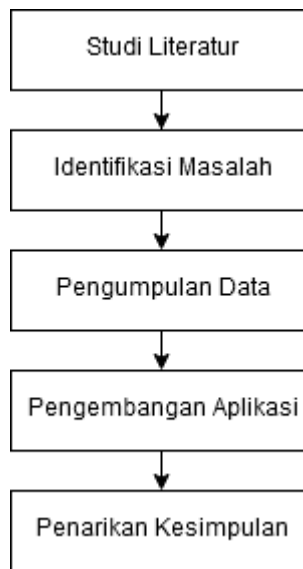 Studi Literatur
Identifikasi Masalah
Pengumpulan Data
Pengembangan Aplikasi
Penarikan Kesimpulan